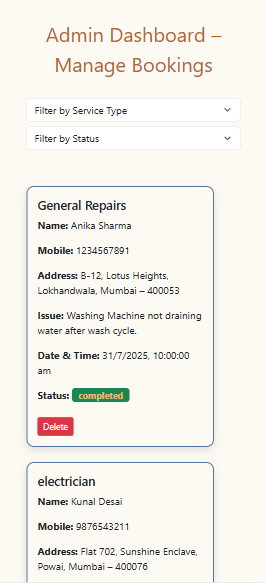 Admin Dashboard –
Manage Bookings
Filter by Service Type
Filter by Status
General Repairs
Name: Anika Sharma
Mobile: 1234567891
Address: B-12, Lotus Heights,
Lokhandwala, Mumbai – 400053
Issue: Washing Machine not draining
water after wash cycle.
Date & Time: 31/7/2025, 10:00:00
am
Status: completed
Delete
electrician
Name: Kunal Desai
Mobile: 9876543211
Address: Flat 702, Sunshine Enclave,
Powai, Mumbai – 400076